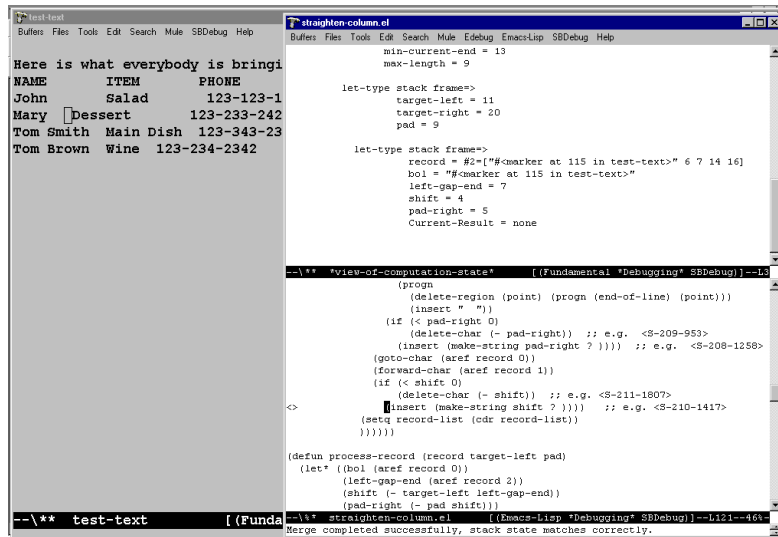 test-text
Buffers Files Tools Edit Search Mule SBDebug Help
Here is what everybody is bringi
NAME ITEM PHONE
John Salad 123-123-1
Mary Dessert 123-233-242
Tom Smith Main Dish 123-343-23
Tom Brown Wine 123-234-2342
--\** test-text [(Funda
straighten-column.el
Buffers Files Tools Edit Search Mule Edebug Emacs-Lisp SBDebug Help
min-current-end = 13
max-length = 9
let-type stack frame=>
target-left = 11
target-right = 20
pad = 9
let-type stack frame=>
record = #2=["#<marker at 115 in test-text>" 6 7 14 16]
bol = "#<marker at 115 in test-text>"
left-gap-end = 7
shift = 4
pad-right = 5
Current-Result = none
--\** *view-of-computation-state* [(Fundamental *Debugging* SBDebug)]--L3
(progn
(delete-region (point) (progn (end-of-line) (point)))
(insert " "))
(if (< pad-right 0)
(delete-char (- pad-right)) ;; e.g. <S-209-953>
(insert (make-string pad-right ? )))) ;; e.g. <S-208-1258>
(goto-char (aref record 0))
(forward-char (aref record 1))
(if (< shift 0)
(delete-char (- shift)) ;; e.g. <S-211-1807>
<> (insert (make-string shift ? )))) ;; e.g. <S-210-1417>
(setq record-list (cdr record-list))
))))))
(defun process-record (record target-left pad)
(let* ((bol (aref record 0))
(left-gap-end (aref record 2))
(shift (- target-left left-gap-end))
(pad-right (- pad shift)))
--\%* straighten-column.el [(Emacs-Lisp *Debugging* SBDebug)]--L121--46%-
Merge completed successfully, stack state matches correctly.